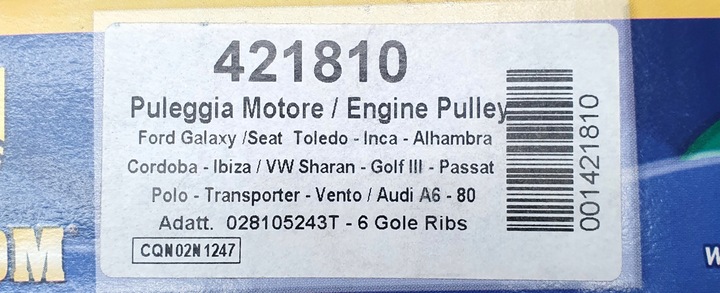 421810
Puleggia Motore / Engine Pulley
Ford Galaxy /Seat Toledo - Inca - Alhambra
Cordoba - Ibiza / VW Sharan - Golf III - Passat
Polo - Transporter - Vento / Audi A6 - 80
Adatt. 028105243T - 6 Gole Ribs
CQN02N1247
001421810
OM
W